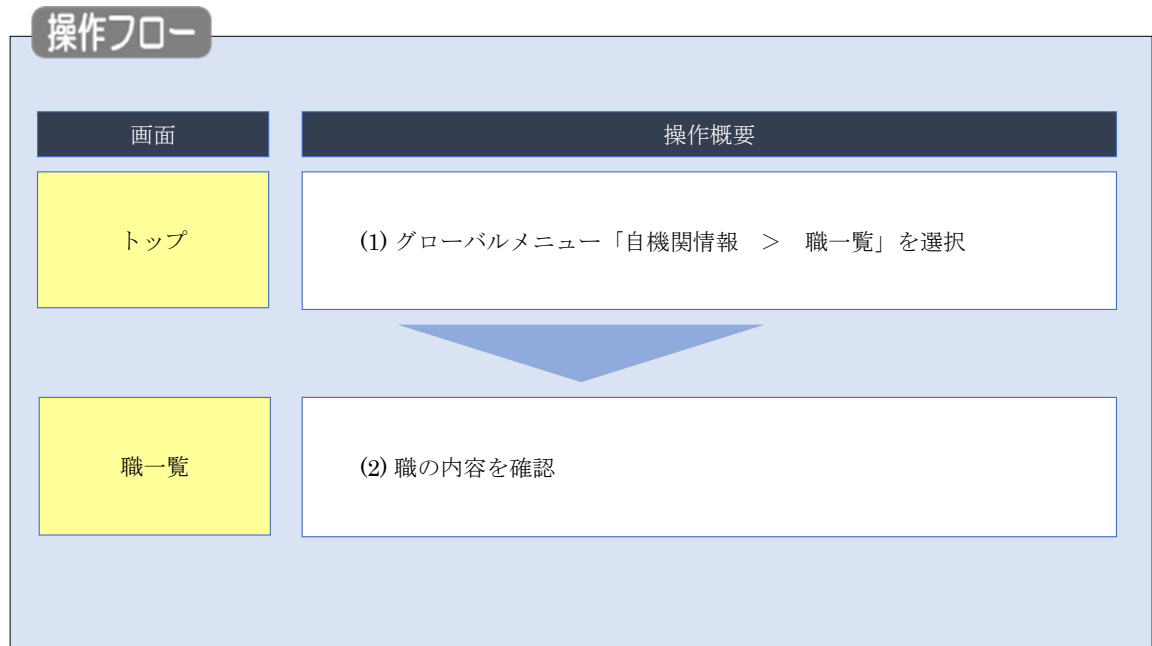 操作フロー
画面
操作概要
トップ
(1) グローバルメニュー「自機関情報　＞　職一覧」を選択
職一覧
(2) 職の内容を確認